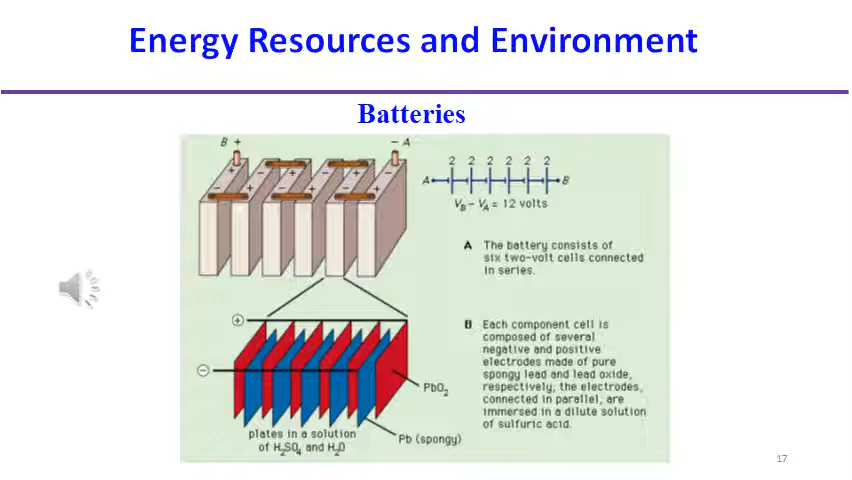 Energy Resources and Environment
Batteries
B +
− A
+ − + − + −
− + − + − +
2 2 2 2 2 2
A B
V_B − V_A = 12 volts
A The battery consists of
six two-volt cells connected
in series.
B Each component cell is
composed of several
negative and positive
electrodes made of pure
spongy lead and lead oxide,
respectively; the electrodes,
connected in parallel, are
immersed in a dilute solution
of sulfuric acid.
+
−
PbO₂
Pb (spongy)
plates in a solution
of H₂SO₄ and H₂O
17